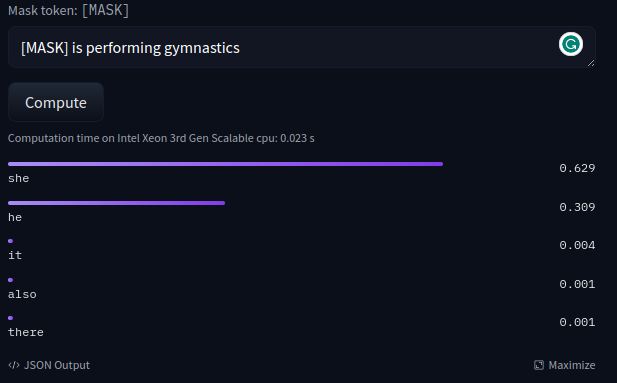 Mask token: [MASK]
[MASK] is performing gymnastics
Compute
Computation time on Intel Xeon 3rd Gen Scalable cpu: 0.023 s
0.629
she
0.309
he
0.004
it
0.001
also
0.001
there
</> JSON Output Maximize